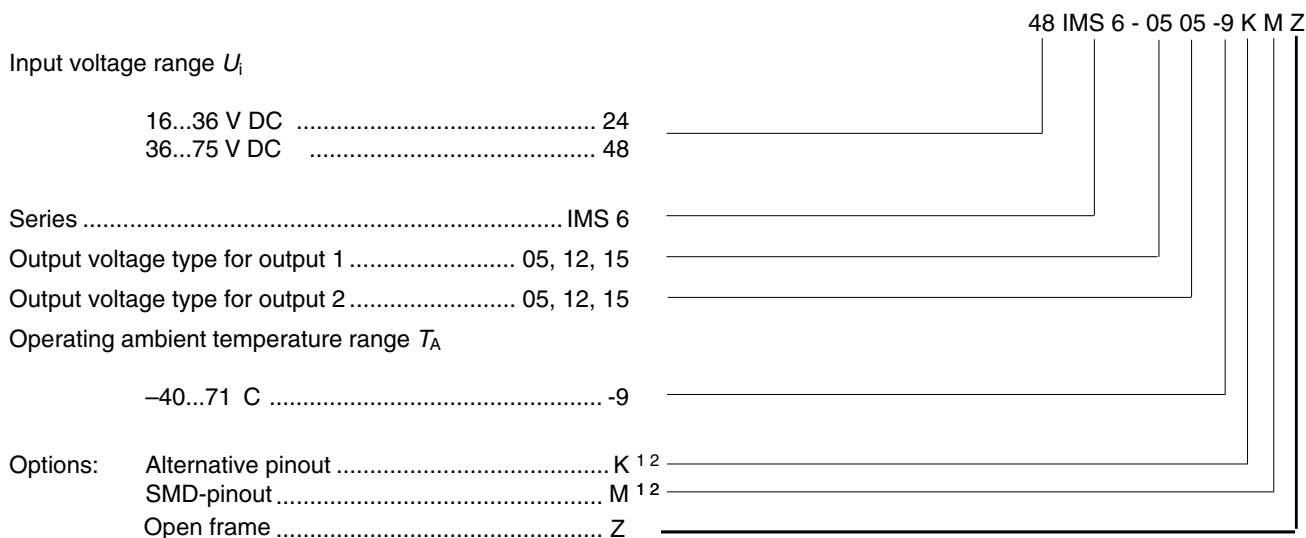 48 IMS 6 - 05 05 -9 K M Z
Input voltage range Ui
16...36 V DC ............................................. 24
36...75 V DC ........................................... 48
Series ........................................................................ IMS 6
Output voltage type for output 1 ......................... 05, 12, 15
Output voltage type for output 2 ......................... 05, 12, 15
Operating ambient temperature range TA
–40...71 C .................................................. -9
Options: Alternative pinout ......................................... K 1 2
SMD-pinout ................................................. M 1 2
Open frame ................................................. Z